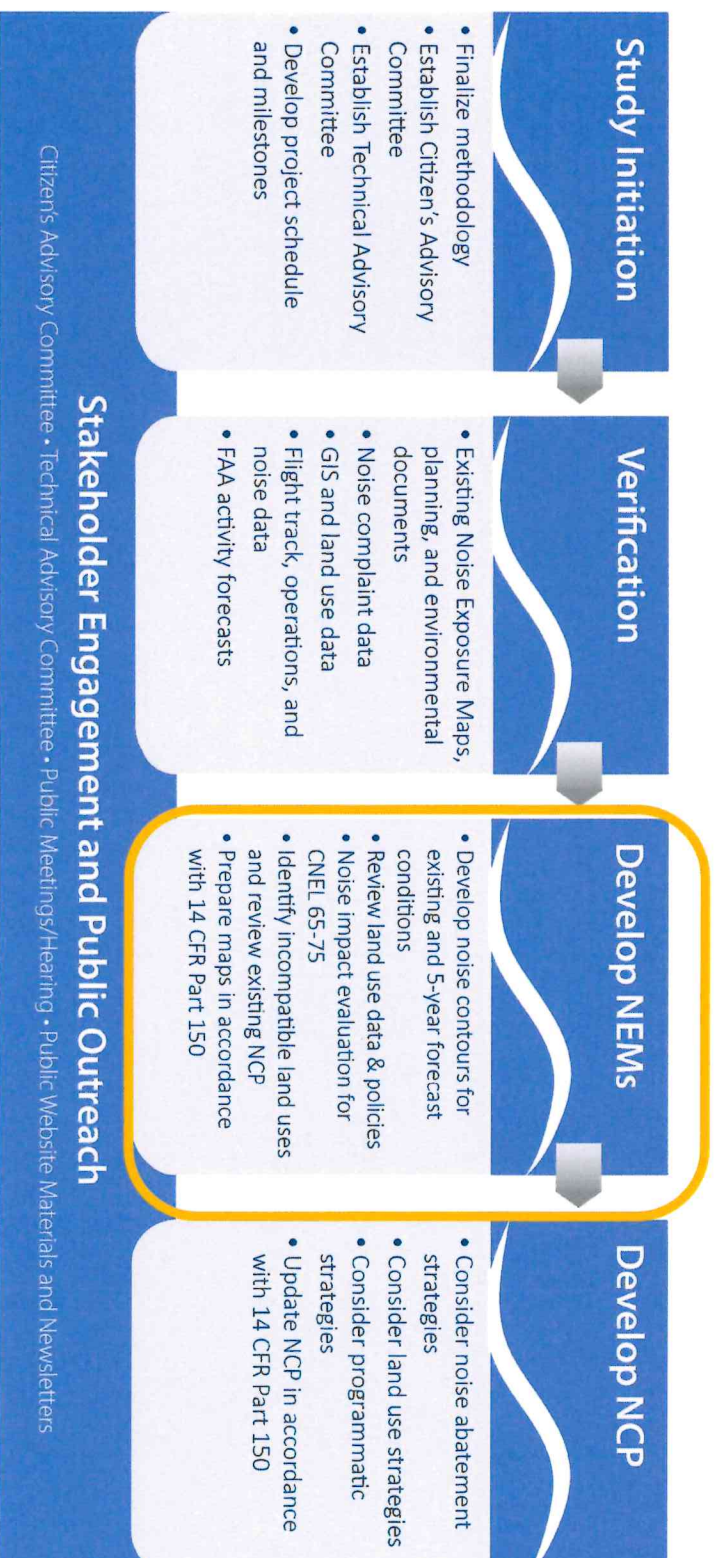 Study Initiation
• Finalize methodology
• Establish Citizen's Advisory
Committee
• Establish Technical Advisory
Committee
• Develop project schedule
and milestones
Verification
• Existing Noise Exposure Maps,
planning, and environmental
documents
• Noise complaint data
• GIS and land use data
• Flight track, operations, and
noise data
• FAA activity forecasts
Develop NEMs
• Develop noise contours for
existing and 5-year forecast
conditions
• Review land use data & policies
• Noise impact evaluation for
CNEL 65-75
• Identify incompatible land uses
and review existing NCP
• Prepare maps in accordance
with 14 CFR Part 150
Develop NCP
• Consider noise abatement
strategies
• Consider land use strategies
• Consider programmatic
strategies
• Update NCP in accordance
with 14 CFR Part 150
Stakeholder Engagement and Public Outreach
Citizen's Advisory Committee • Technical Advisory Committee • Public Meetings/Hearing • Public Website Materials and Newsletters